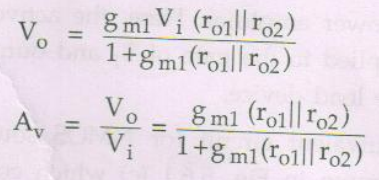 V_o = g_m1 V_i (r_o1||r_o2) / 1+g_m1(r_o1||r_o2)
A_v = V_o / V_i = g_m1 (r_o1||r_o2) / 1+g_m1(r_o1||r_o2)